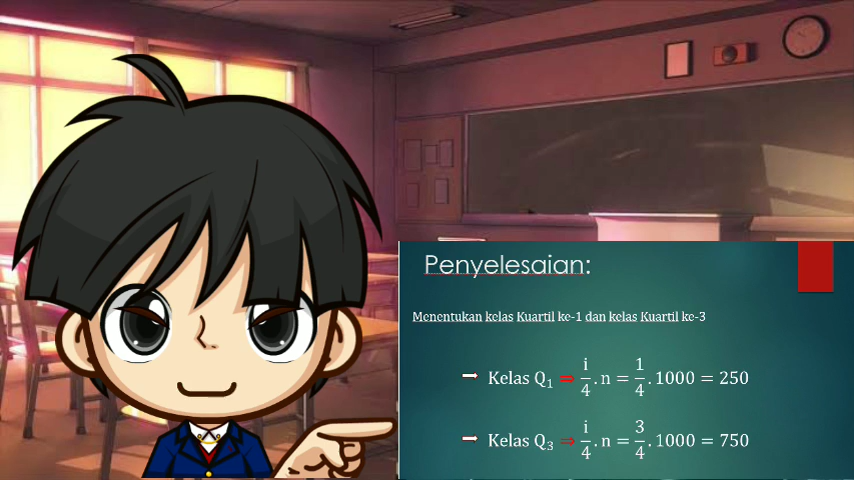 Penyelesaian:
Menentukan kelas Kuartil ke-1 dan kelas Kuartil ke-3
Kelas Q₁ ⇒ i/4 . n = 1/4 . 1000 = 250
Kelas Q₃ ⇒ i/4 . n = 3/4 . 1000 = 750